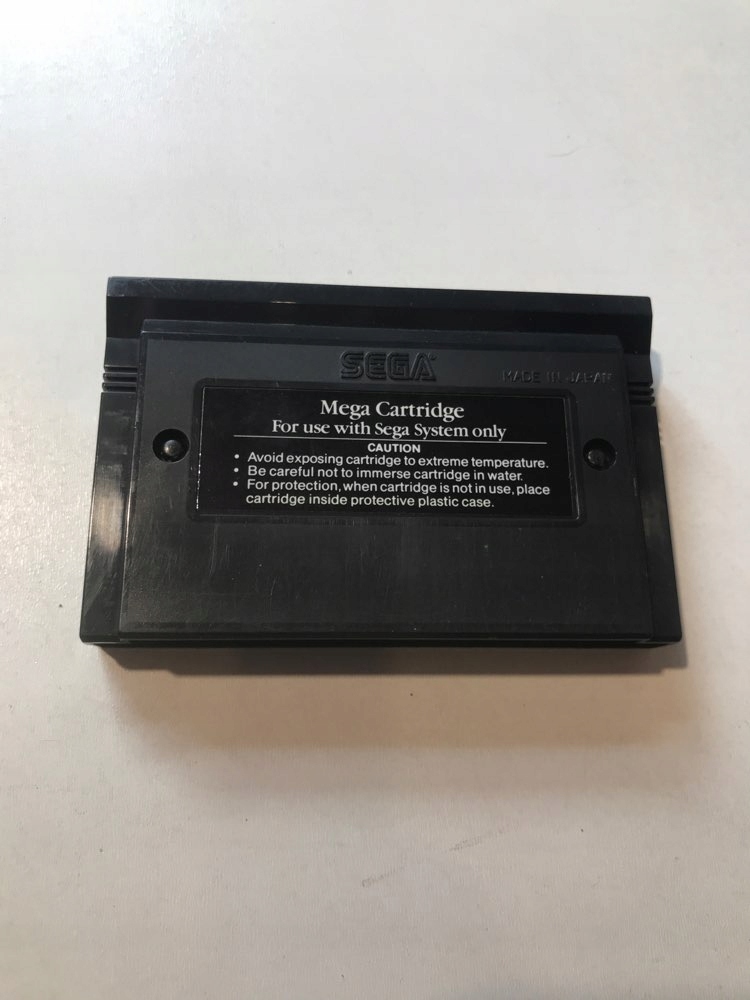 SEGA
MADE IN JAPAN
Mega Cartridge
For use with Sega System only
CAUTION
• Avoid exposing cartridge to extreme temperature.
• Be careful not to immerse cartridge in water.
• For protection, when cartridge is not in use, place
cartridge inside protective plastic case.